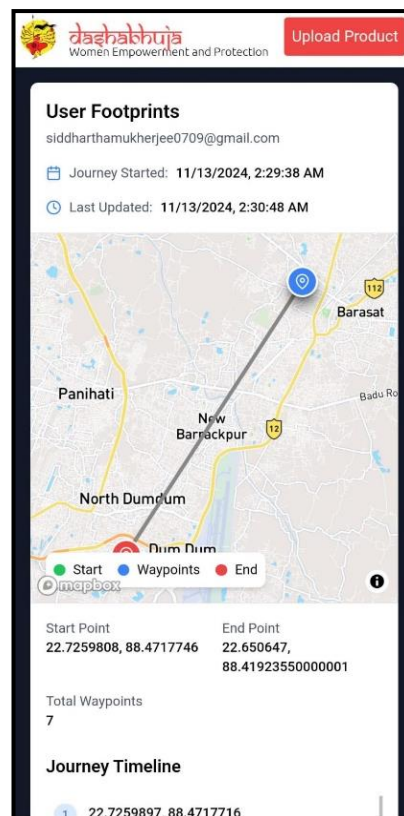 dashabhuja
Women Empowerment and Protection
Upload Product
User Footprints
siddharthamukherjee0709@gmail.com
Journey Started: 11/13/2024, 2:29:38 AM
Last Updated: 11/13/2024, 2:30:48 AM
112
Barasat
Panihati
Badu Ro
New
Barrackpur
12
North Dumdum
Dum Dum
Start Waypoints End
mapbox
Start Point
22.7259808, 88.4717746
End Point
22.650647,
88.41923550000001
Total Waypoints
7
Journey Timeline
1 22.7259897, 88.4717716